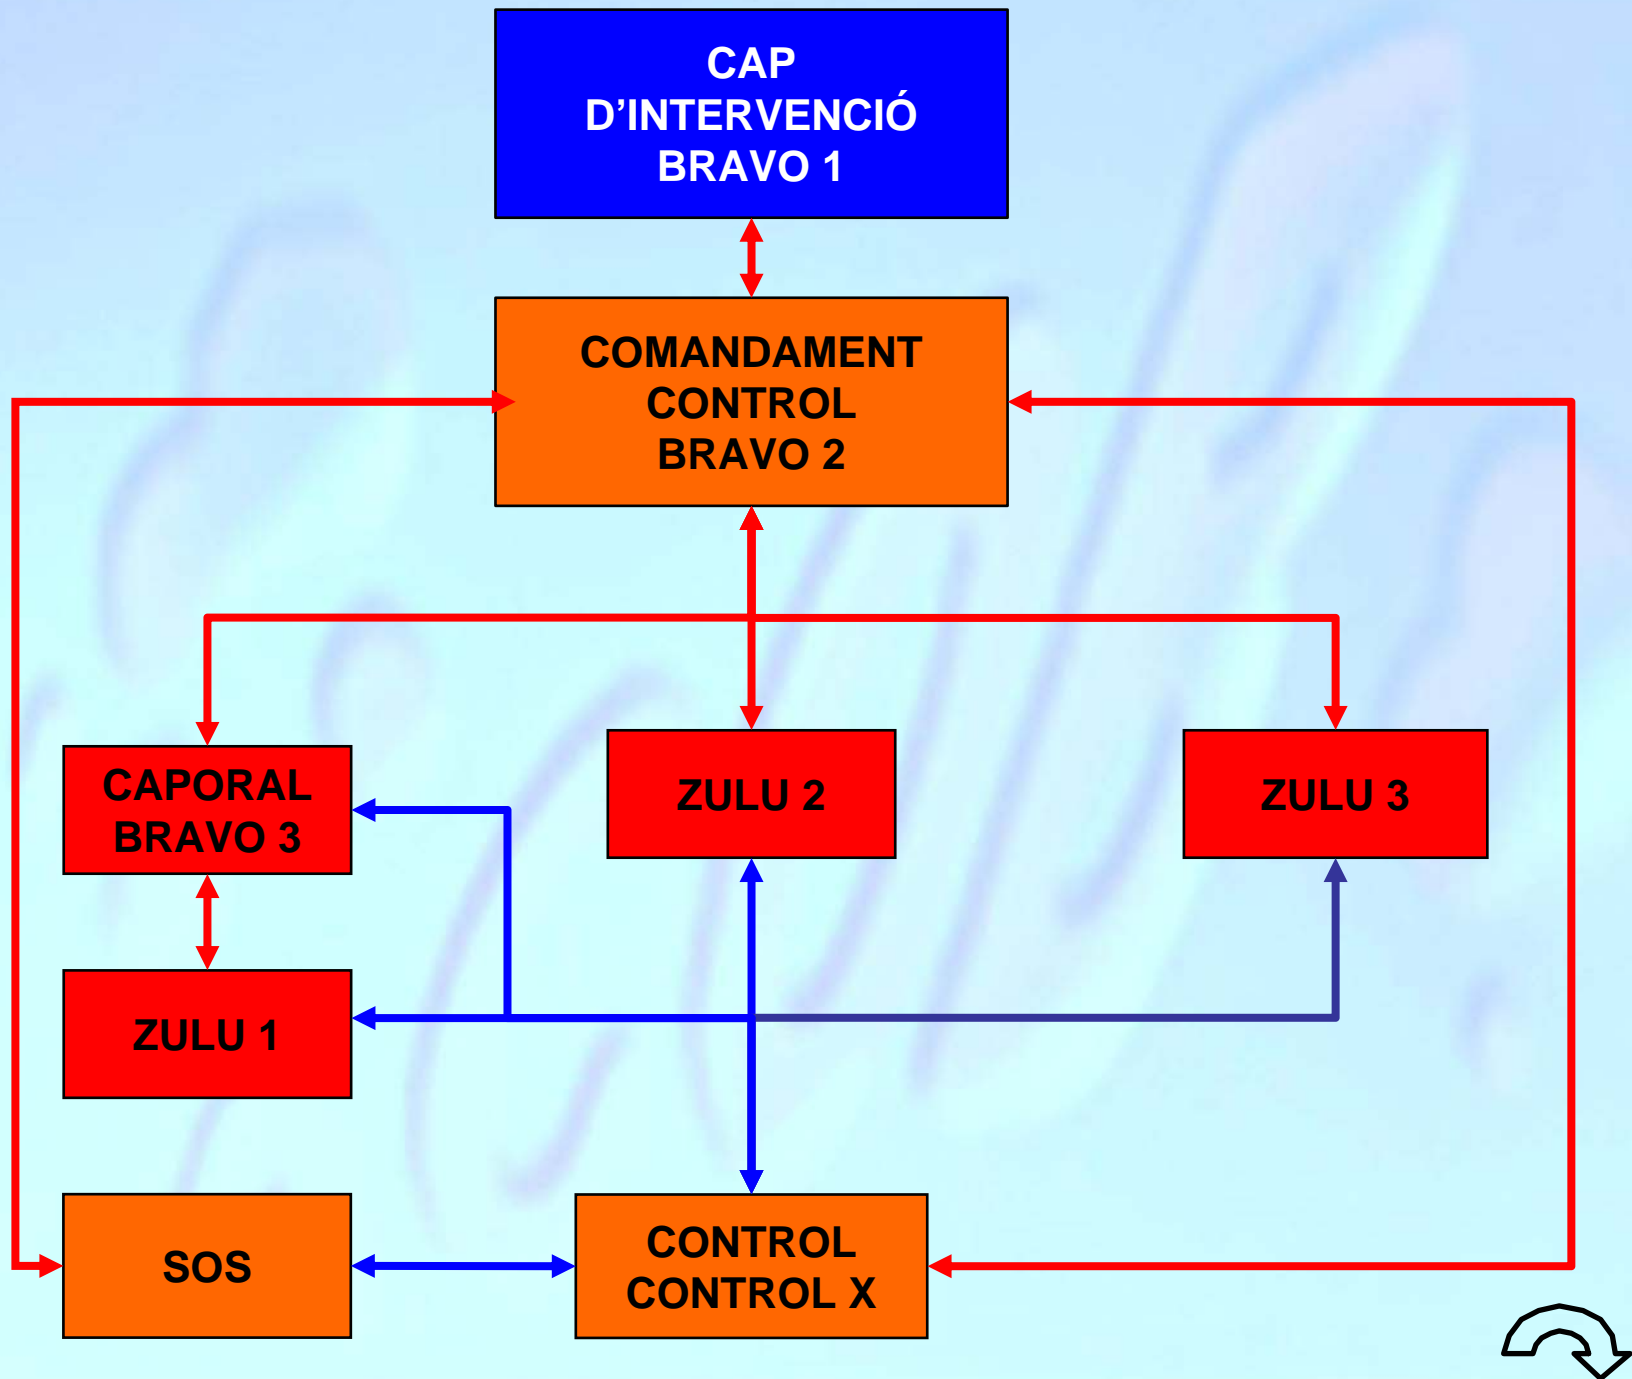 CAP
D’INTERVENCIÓ
BRAVO 1
COMANDAMENT
CONTROL
BRAVO 2
CAPORAL
BRAVO 3
ZULU 2
ZULU 3
ZULU 1
SOS
CONTROL
CONTROL X